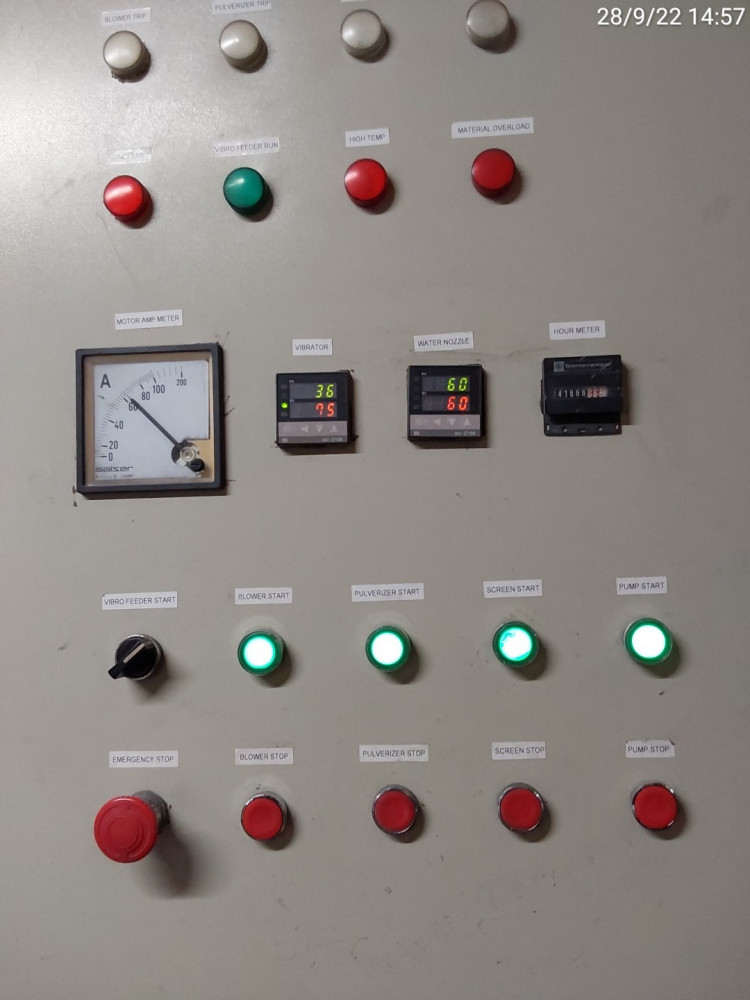 28/9/22 14:57
BLOWER TRIP
PULVERIZER TRIP
VIBRO FEEDER RUN
HIGH TEMP
MATERIAL OVERLOAD
MOTOR AMP METER
VIBRATOR
WATER NOZZLE
HOUR METER
A
0
20
40
60
80
100
200
salzer
36
75
60
60
VIBRO FEEDER START
BLOWER START
PULVERIZER START
SCREEN START
PUMP START
EMERGENCY STOP
BLOWER STOP
PULVERIZER STOP
SCREEN STOP
PUMP STOP